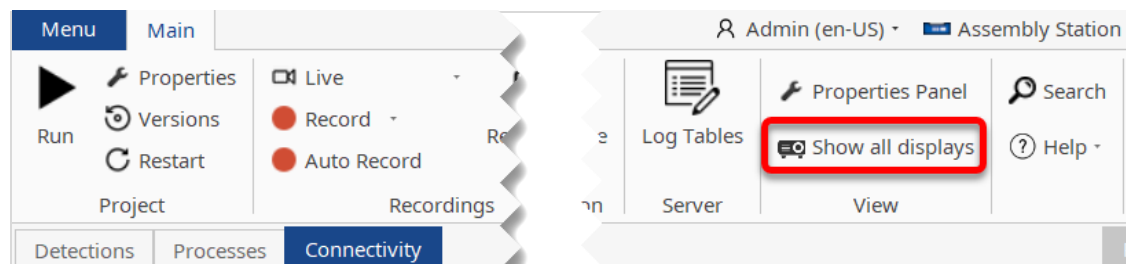 Menu
Main
Admin (en-US)
Assembly Station
Run
Properties
Versions
Restart
Project
Live
Record
Auto Record
Recordings
Log Tables
Server
Properties Panel
Show all displays
View
Search
Help
Detections
Processes
Connectivity